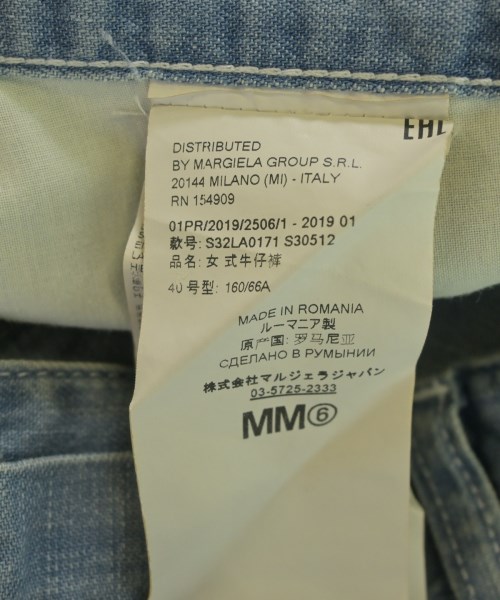 EAC
DISTRIBUTED
BY MARGIELA GROUP S.R.L.
20144 MILANO (MI) - ITALY
RN 154909
01PR/2019/2506/1 - 2019 01
款号: S32LA0171 S30512
品名: 女式牛仔裤
40 号型: 160/66A
MADE IN ROMANIA
ルーマニア製
原产国: 罗马尼亚
СДЕЛАНО В РУМЫНИИ
株式会社マルジェラジャパン
03-5725-2333
MM⑥